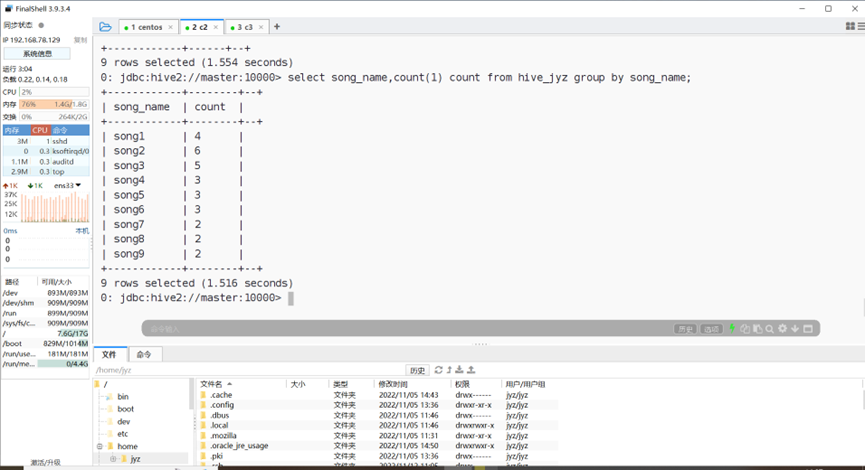 FinalShell 3.9.3.4
同步状态
IP 192.168.78.129 复制
系统信息
运行 3:04
负载 0.22, 0.14, 0.18
CPU 2%
内存 76% 1.4G/1.8G
交换 0% 264K/2G
内存 CPU 命令
3M 1 sshd
0 0.3 ksoftirqd/0
1.1M 0.3 auditd
2.9M 0.3 top
1K 1K ens33
37K
25K
12K
0ms 本机
0
0
0
路径 可用/大小
/dev 893M/893M
/dev/shm 909M/909M
/run 899M/909M
/sys/fs/c... 909M/909M
/ 7.6G/17G
/boot 829M/1014M
/run/use... 181M/181M
/run/me... 0/4.4G
激活/升级
1 centos
2 c2
3 c3
+
+------------+-------+--+
9 rows selected (1.554 seconds)
0: jdbc:hive2://master:10000> select song_name,count(1) count from hive_jyz group by song_name;
+------------+--------+--+
| song_name | count |
+------------+--------+--+
| song1 | 4 |
| song2 | 6 |
| song3 | 5 |
| song4 | 3 |
| song5 | 3 |
| song6 | 3 |
| song7 | 2 |
| song8 | 2 |
| song9 | 2 |
+------------+--------+--+
9 rows selected (1.516 seconds)
0: jdbc:hive2://master:10000>
命令输入 历史 选项
文件 命令
/home/jyz 历史
/
bin
boot
dev
etc
home
jyz
文件名 大小 类型 修改时间 权限 用户/用户组
.cache 文件夹 2022/11/05 14:43 drwx------ jyz/jyz
.config 文件夹 2022/11/05 13:36 drwxr-xr-x jyz/jyz
.dbus 文件夹 2022/11/05 11:46 drwx------ jyz/jyz
.local 文件夹 2022/11/05 11:46 drwxrwxr-x jyz/jyz
.mozilla 文件夹 2022/11/05 11:31 drwxr-xr-x jyz/jyz
.oracle_jre_usage 文件夹 2022/11/05 14:50 drwxrwxr-x jyz/jyz
.pki 文件夹 2022/11/05 13:36 drwx------ jyz/jyz